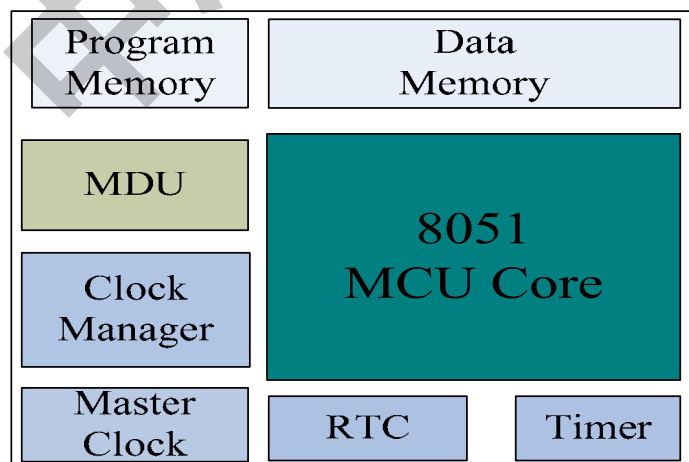 Program
Memory
Data
Memory
MDU
8051
MCU Core
Clock
Manager
Master
Clock
RTC
Timer